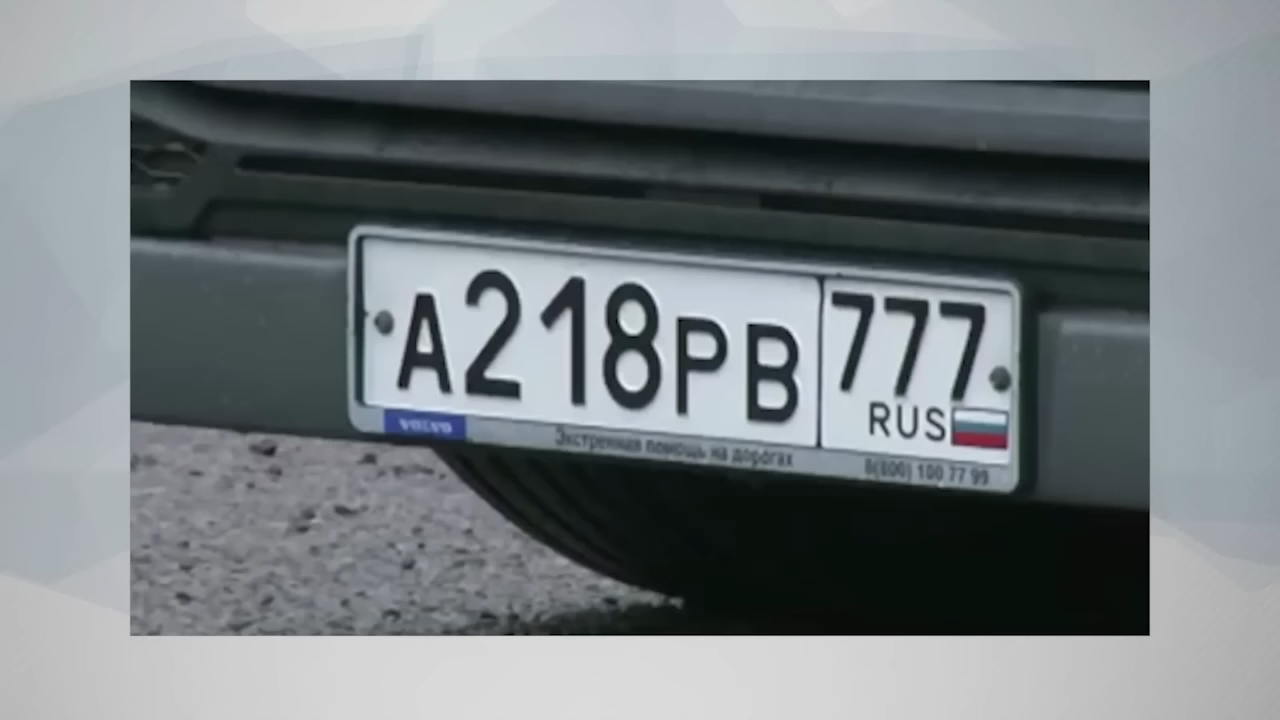 А218РВ 777
RUS
VOLVO Экстренная помощь на дорогах 8(800) 100 77 99